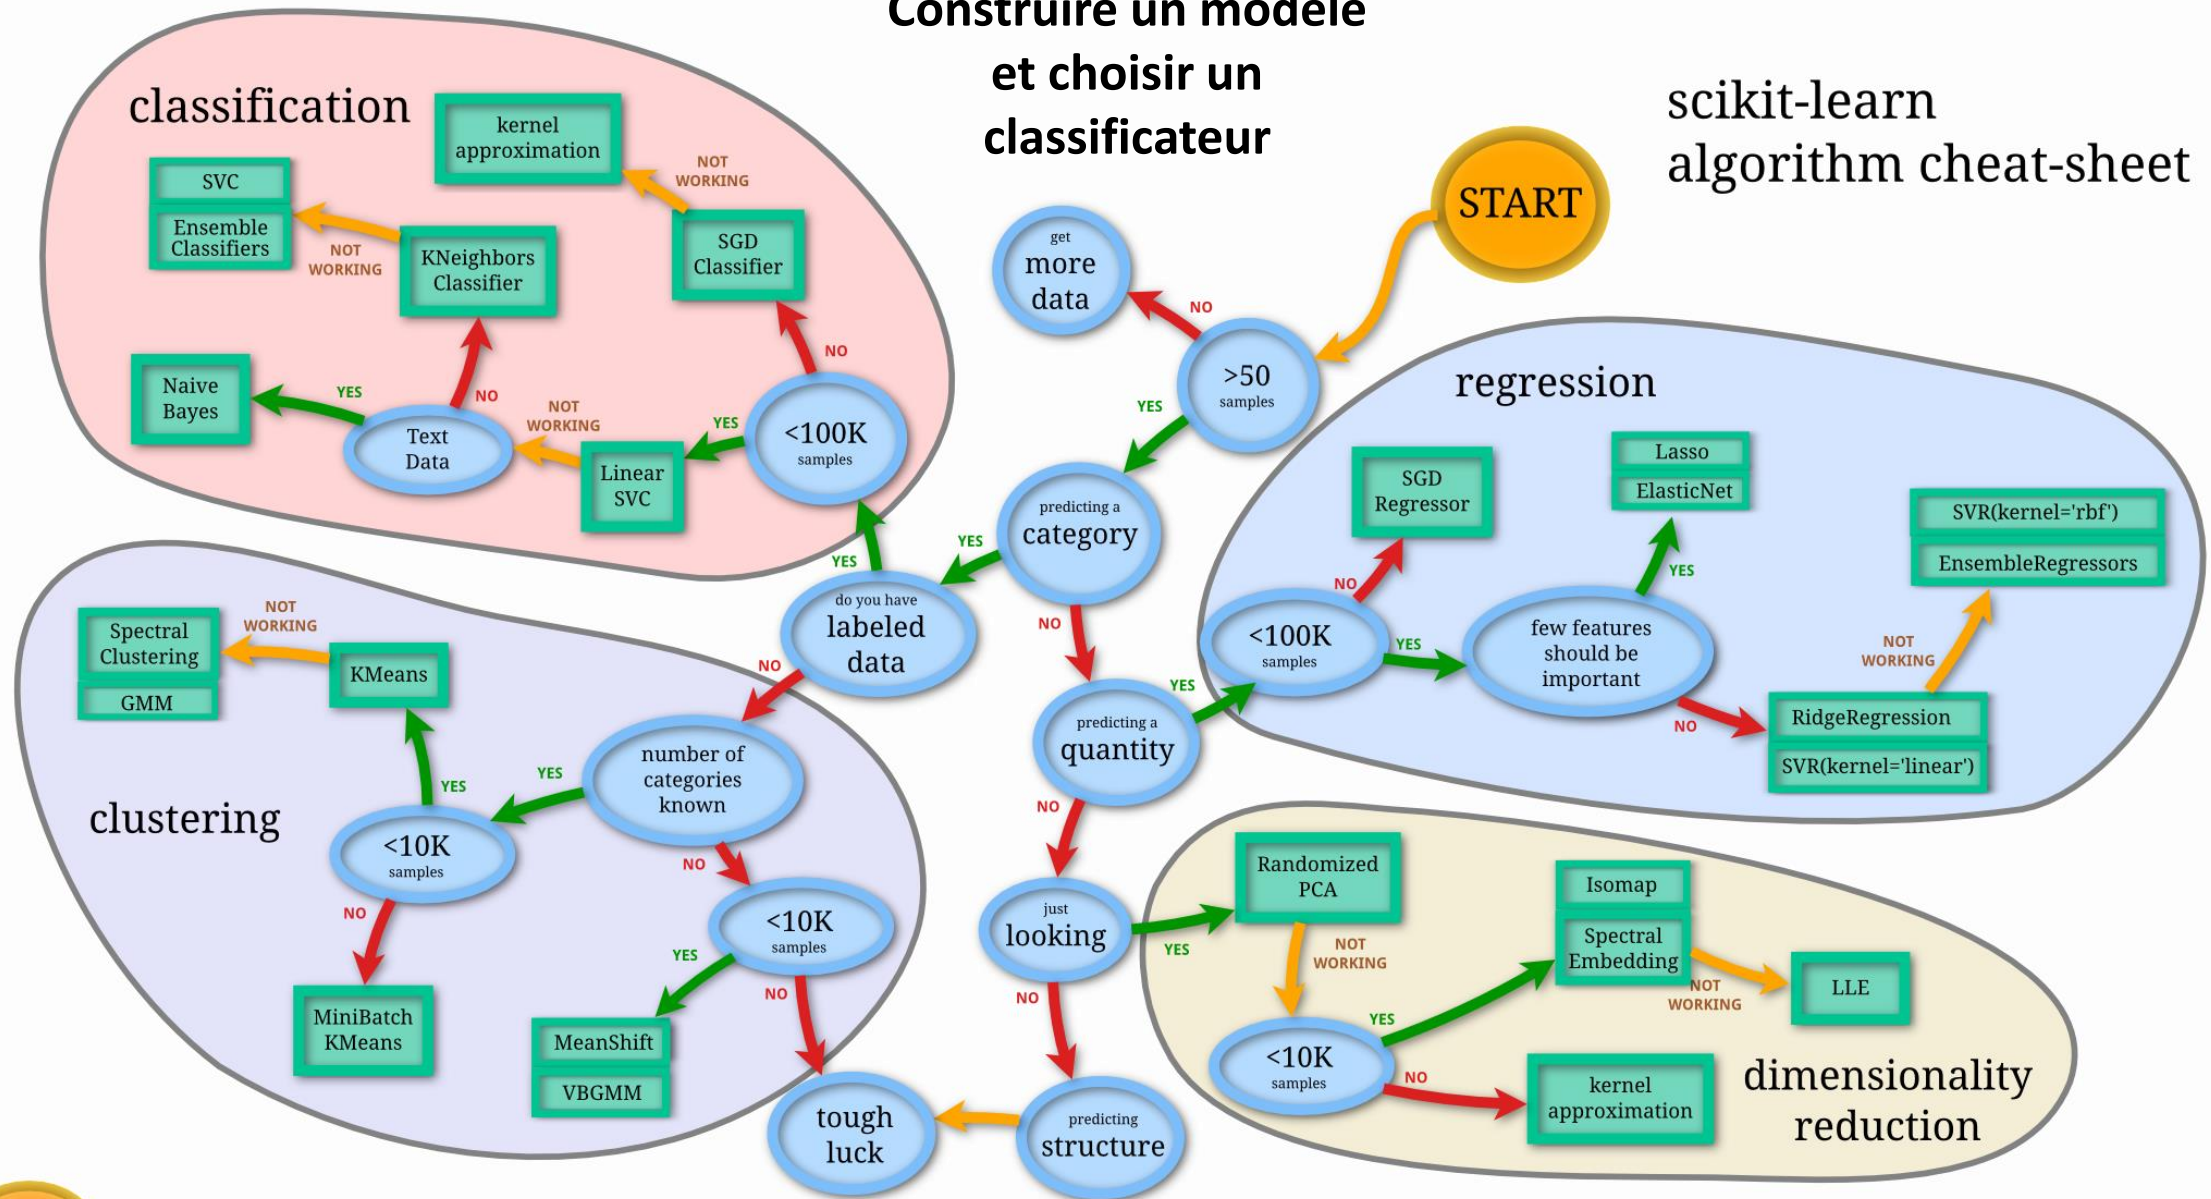 Construire un modèle
et choisir un
classificateur
scikit-learn
algorithm cheat-sheet
START
classification
kernel
approximation
NOT
WORKING
SVC
Ensemble
Classifiers
NOT
WORKING
KNeighbors
Classifier
SGD
Classifier
NO
Naive
Bayes
YES
NO
Text
Data
NOT
WORKING
Linear
SVC
YES
<100K
samples
YES
get
more
data
NO
>50
samples
YES
predicting a
category
YES
NO
do you have
labeled
data
NO
predicting a
quantity
YES
NO
just
looking
YES
NO
predicting
structure
tough
luck
regression
SGD
Regressor
NO
<100K
samples
YES
Lasso
ElasticNet
YES
few features
should be
important
NO
SVR(kernel='rbf')
EnsembleRegressors
NOT
WORKING
RidgeRegression
SVR(kernel='linear')
clustering
Spectral
Clustering
GMM
NOT
WORKING
KMeans
YES
<10K
samples
YES
number of
categories
known
NO
NO
MiniBatch
KMeans
<10K
samples
YES
NO
MeanShift
VBGMM
Randomized
PCA
NOT
WORKING
<10K
samples
YES
NO
Isomap
Spectral
Embedding
NOT
WORKING
LLE
kernel
approximation
dimensionality
reduction